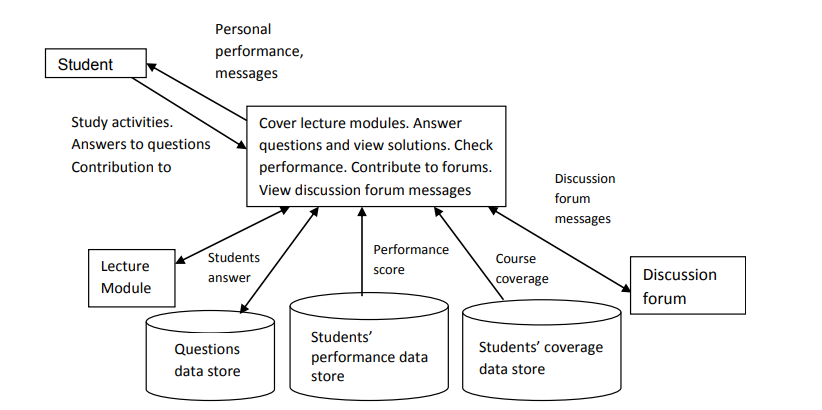 Personal
performance,
messages
Student
Study activities.
Answers to questions
Contribution to
Cover lecture modules. Answer
questions and view solutions. Check
performance. Contribute to forums.
View discussion forum messages
Discussion
forum
messages
Lecture
Module
Students
answer
Performance
score
Course
coverage
Discussion
forum
Questions
data store
Students’
performance data
store
Students’ coverage
data store